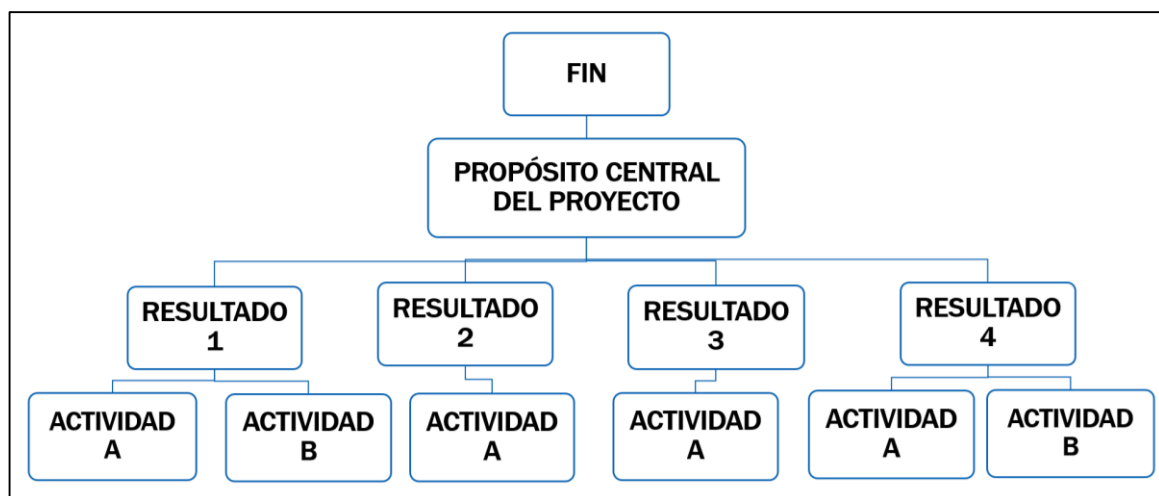 FIN
PROPÓSITO CENTRAL
DEL PROYECTO
RESULTADO
1
RESULTADO
2
RESULTADO
3
RESULTADO
4
ACTIVIDAD
A
ACTIVIDAD
B
ACTIVIDAD
A
ACTIVIDAD
A
ACTIVIDAD
A
ACTIVIDAD
B